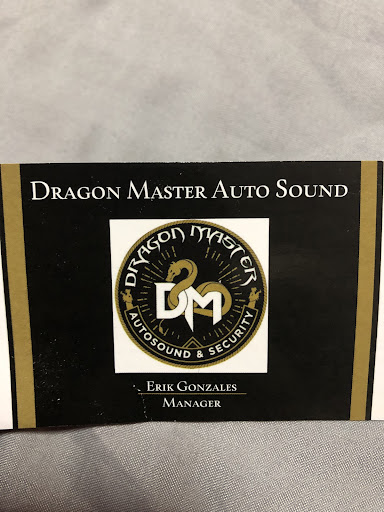 Dragon Master Auto Sound
DRAGON MASTER
DM
AUTOSOUND & SECURITY
Erik Gonzales
Manager